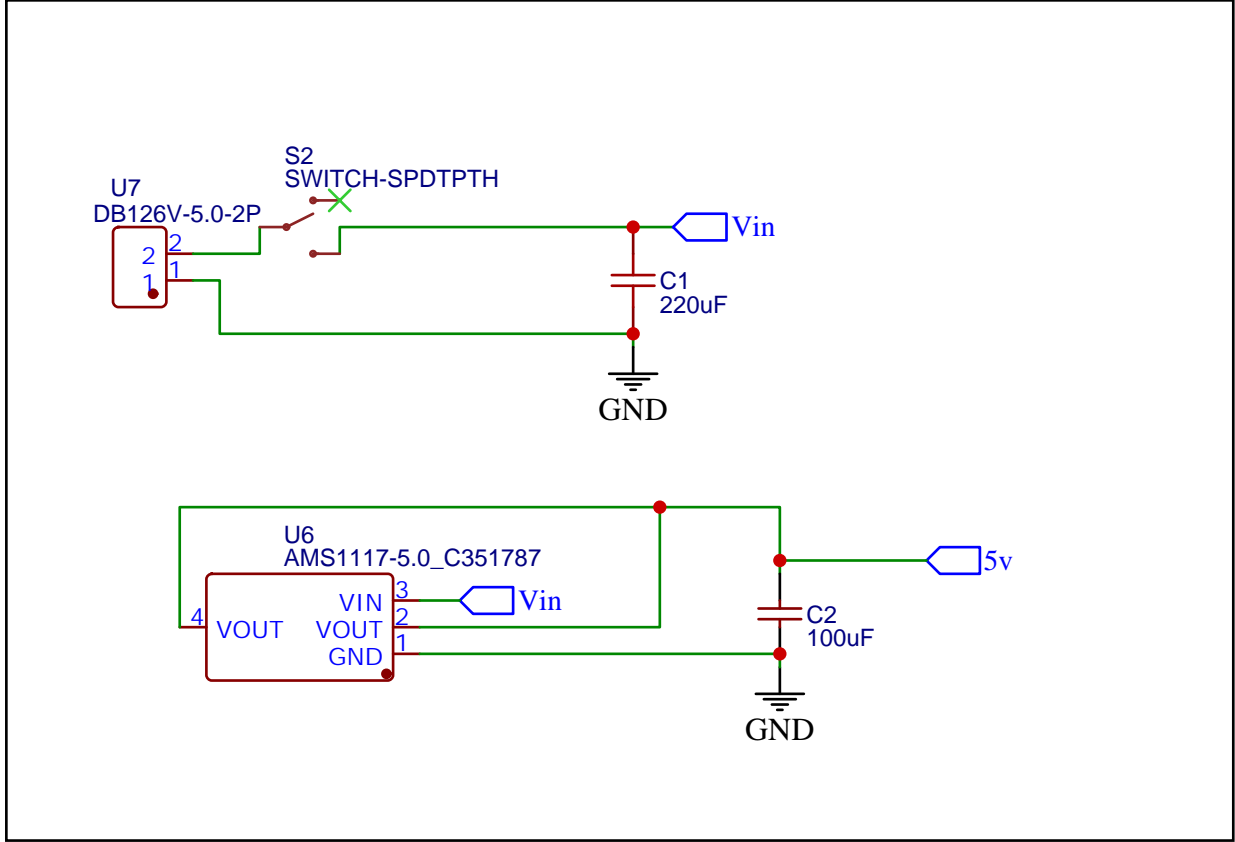 S2
SWITCH-SPDTPTH
U7
DB126V-5.0-2P
2 2
1 1
Vin
C1
220uF
GND
U6
AMS1117-5.0_C351787
5v
VIN 3 Vin
4 VOUT VOUT 2
GND 1
C2
100uF
GND